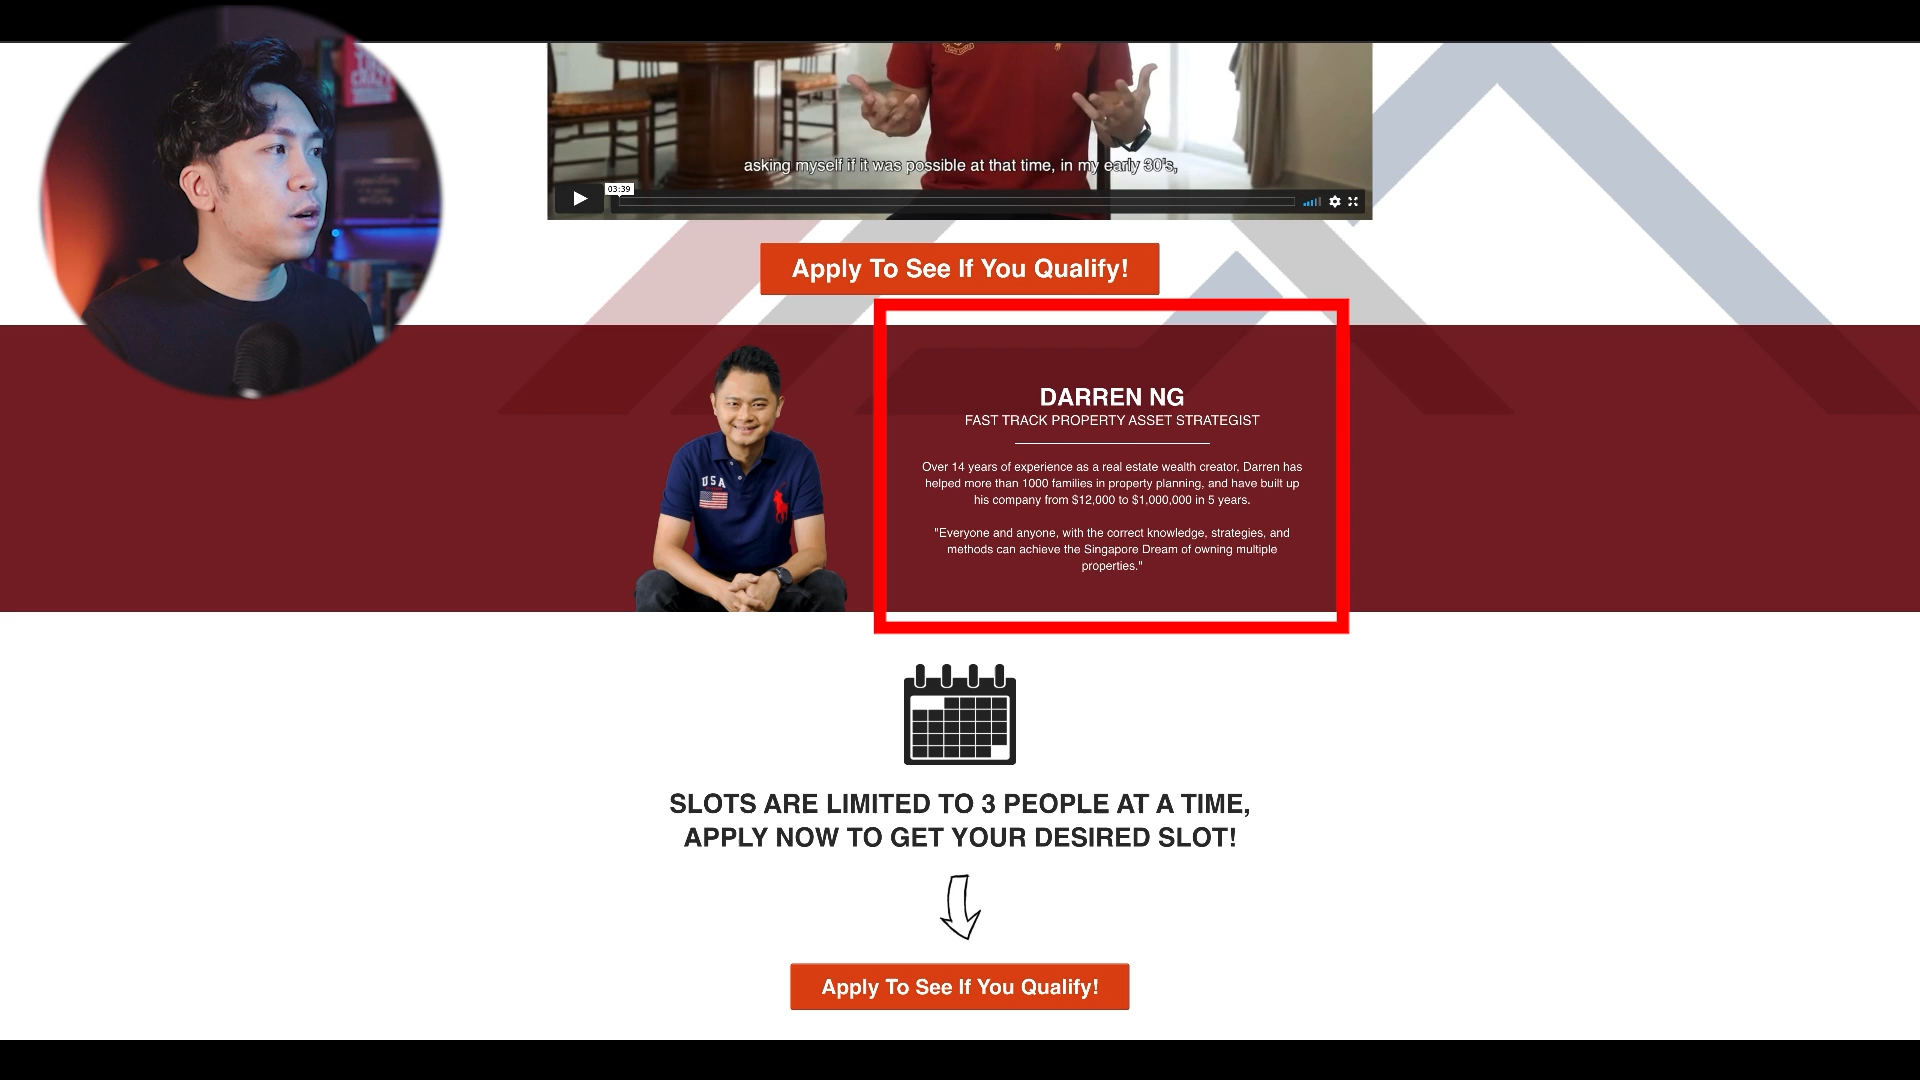 asking myself if it was possible at that time, in my early 30's,
03:39
Apply To See If You Qualify!
DARREN NG
FAST TRACK PROPERTY ASSET STRATEGIST
Over 14 years of experience as a real estate wealth creator, Darren has
helped more than 1000 families in property planning, and have built up
his company from $12,000 to $1,000,000 in 5 years.
"Everyone and anyone, with the correct knowledge, strategies, and
methods can achieve the Singapore Dream of owning multiple
properties."
USA
SLOTS ARE LIMITED TO 3 PEOPLE AT A TIME,
APPLY NOW TO GET YOUR DESIRED SLOT!
Apply To See If You Qualify!